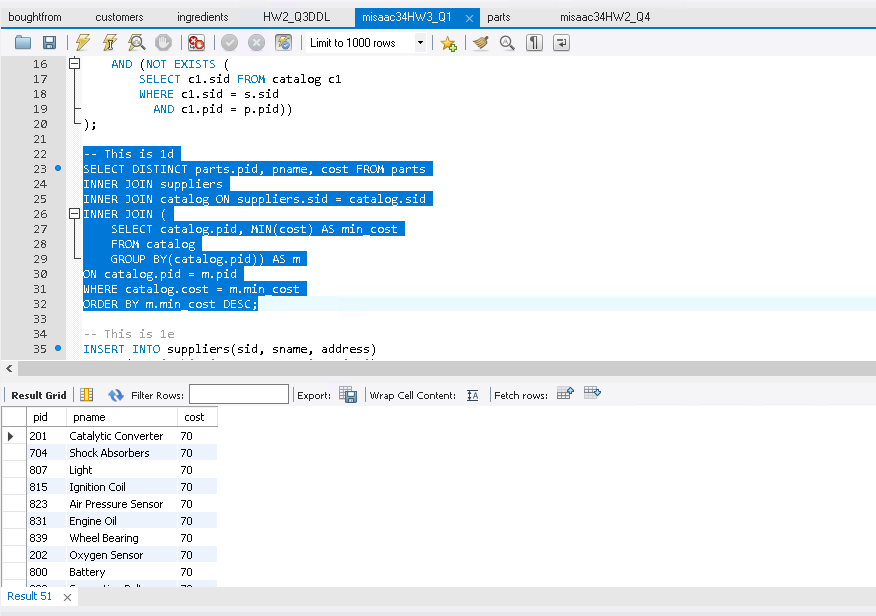 boughtfrom customers ingredients HW2_Q3DDL misaac34HW3_Q1 × parts misaac34HW2_Q4
Limit to 1000 rows
16 AND (NOT EXISTS (
17 SELECT c1.sid FROM catalog c1
18 WHERE c1.sid = s.sid
19 AND c1.pid = p.pid))
20 );
21
22 -- This is 1d
23 SELECT DISTINCT parts.pid, pname, cost FROM parts
24 INNER JOIN suppliers
25 INNER JOIN catalog ON suppliers.sid = catalog.sid
26 INNER JOIN (
27 SELECT catalog.pid, MIN(cost) AS min_cost
28 FROM catalog
29 GROUP BY(catalog.pid)) AS m
30 ON catalog.pid = m.pid
31 WHERE catalog.cost = m.min_cost
32 ORDER BY m.min_cost DESC;
33
34 -- This is 1e
35 INSERT INTO suppliers(sid, sname, address)
Result Grid Filter Rows: Export: Wrap Cell Content: Fetch rows:
pid pname cost
201 Catalytic Converter 70
704 Shock Absorbers 70
807 Light 70
815 Ignition Coil 70
823 Air Pressure Sensor 70
831 Engine Oil 70
839 Wheel Bearing 70
202 Oxygen Sensor 70
800 Battery 70
Result 51 ×